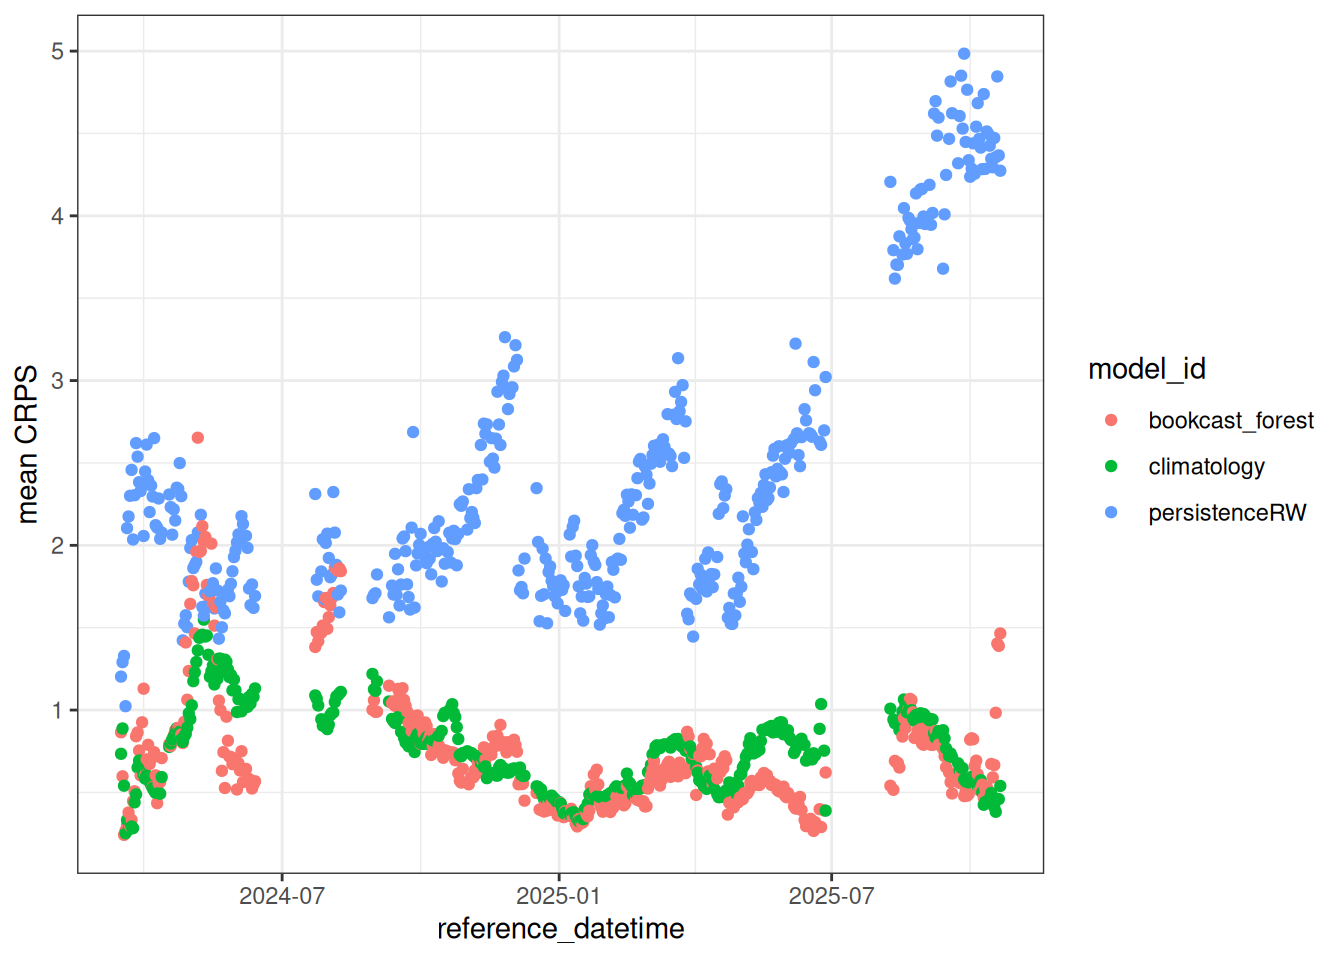 5
4
3
2
1
mean CRPS
2024-07
2025-01
2025-07
reference_datetime
model_id
bookcast_forest
climatology
persistenceRW